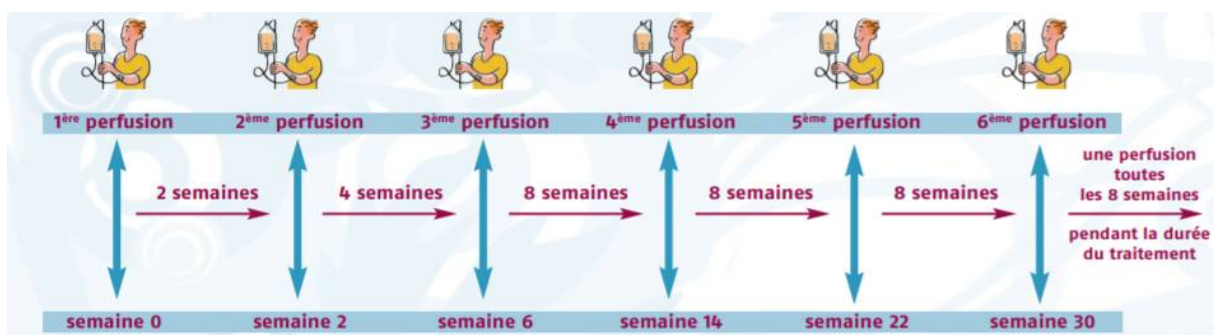 1ère perfusion 2ème perfusion 3ème perfusion 4ème perfusion 5ème perfusion 6ème perfusion
2 semaines 4 semaines 8 semaines 8 semaines 8 semaines
une perfusion
toutes
les 8 semaines
pendant la durée
du traitement
semaine 0 semaine 2 semaine 6 semaine 14 semaine 22 semaine 30